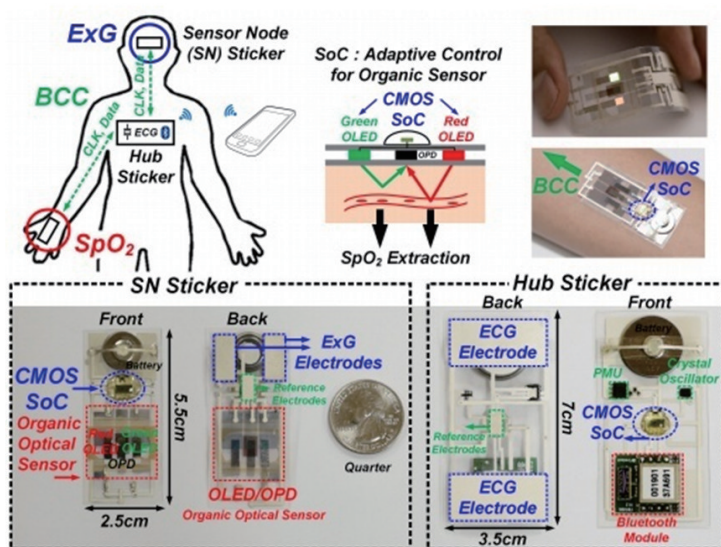 ExG
Sensor Node
(SN) Sticker
BCC
CLK, Data
CLK, Data
ECG
Hub
Sticker
SpO2
SoC : Adaptive Control
for Organic Sensor
Green
OLED
CMOS
SoC
Red
OLED
OPD
SpO2 Extraction
BCC
CMOS
SoC
SN Sticker
Front
Back
Battery
CMOS
SoC
Organic
Optical
Sensor
Red
OLED
OPD
5.5cm
2.5cm
ExG
Electrodes
Reference
Electrodes
OLED/OPD
Organic Optical Sensor
Quarter
Hub Sticker
Back
Front
ECG
Electrode
Reference
Electrodes
ECG
Electrode
7cm
3.5cm
Battery
PMU
Crystal
Oscillator
CMOS
SoC
001901
57A691
Bluetooth
Module